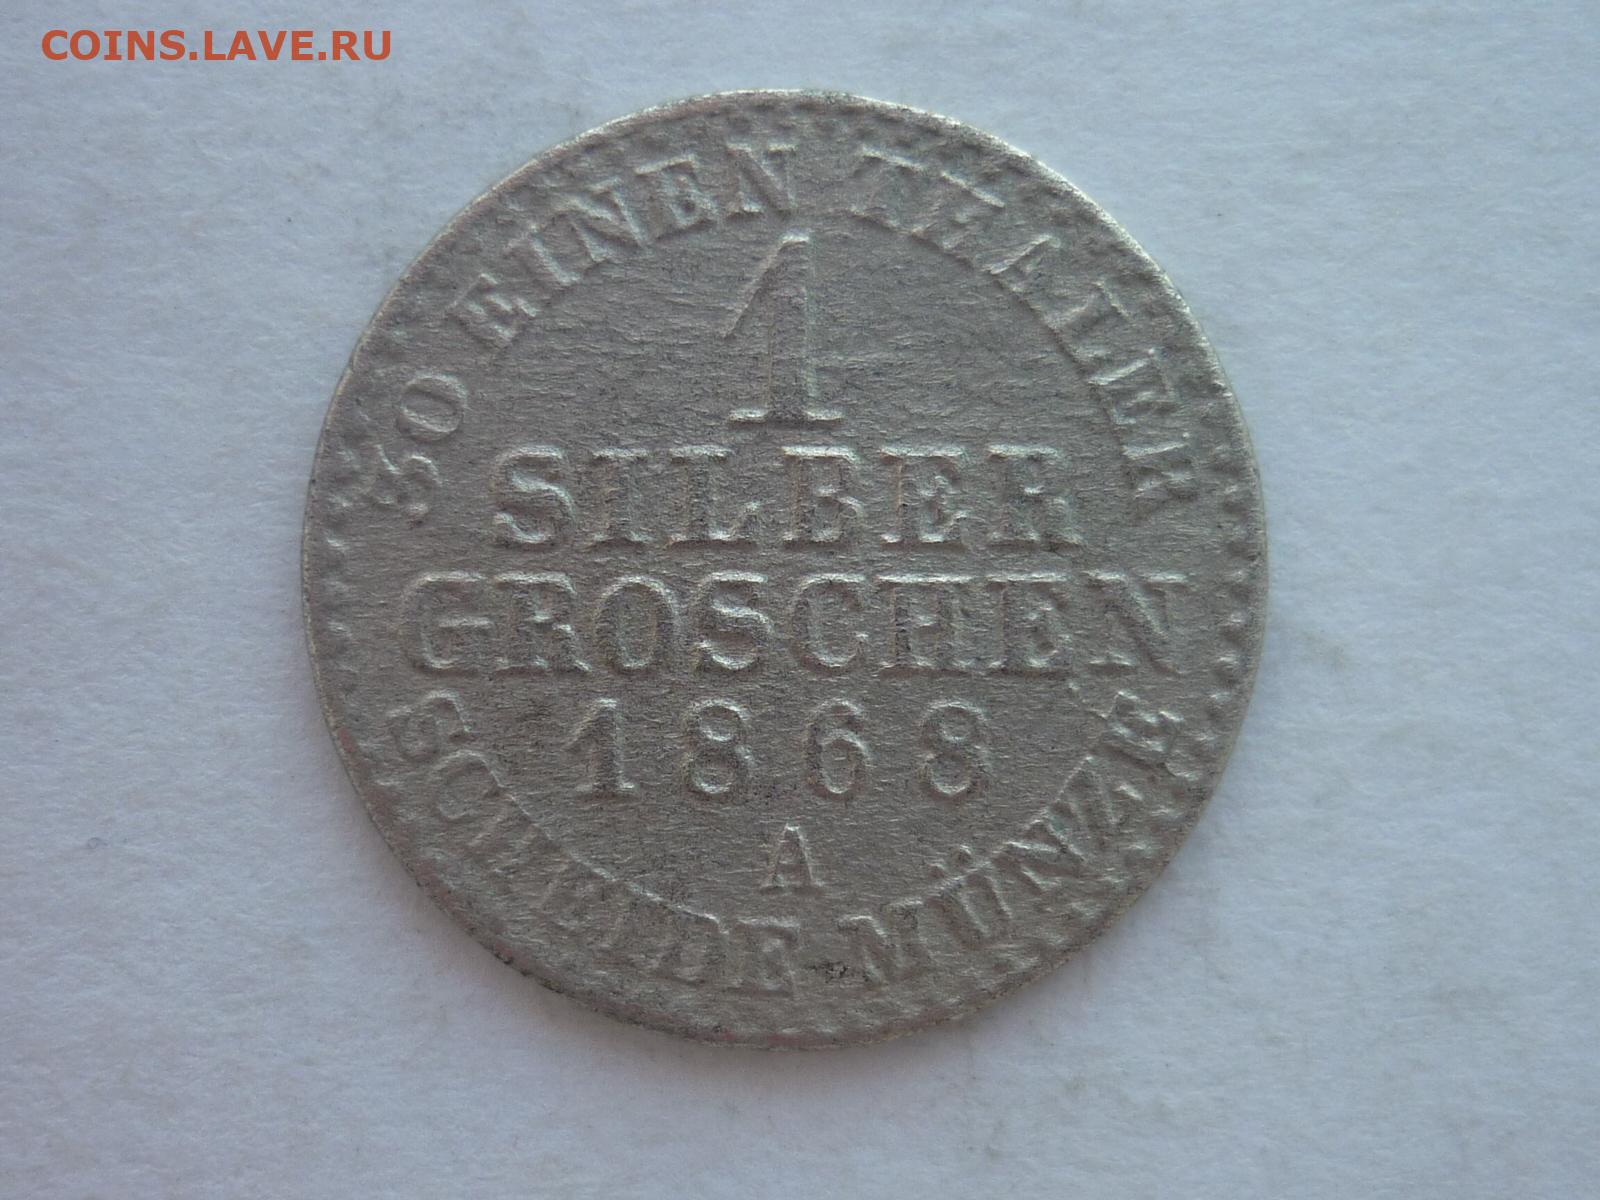 COINS.LAVE.RU
30 EINEN THALER
1
SILBER
GROSCHEN
1868
A
SCHEIDE MÜNZE